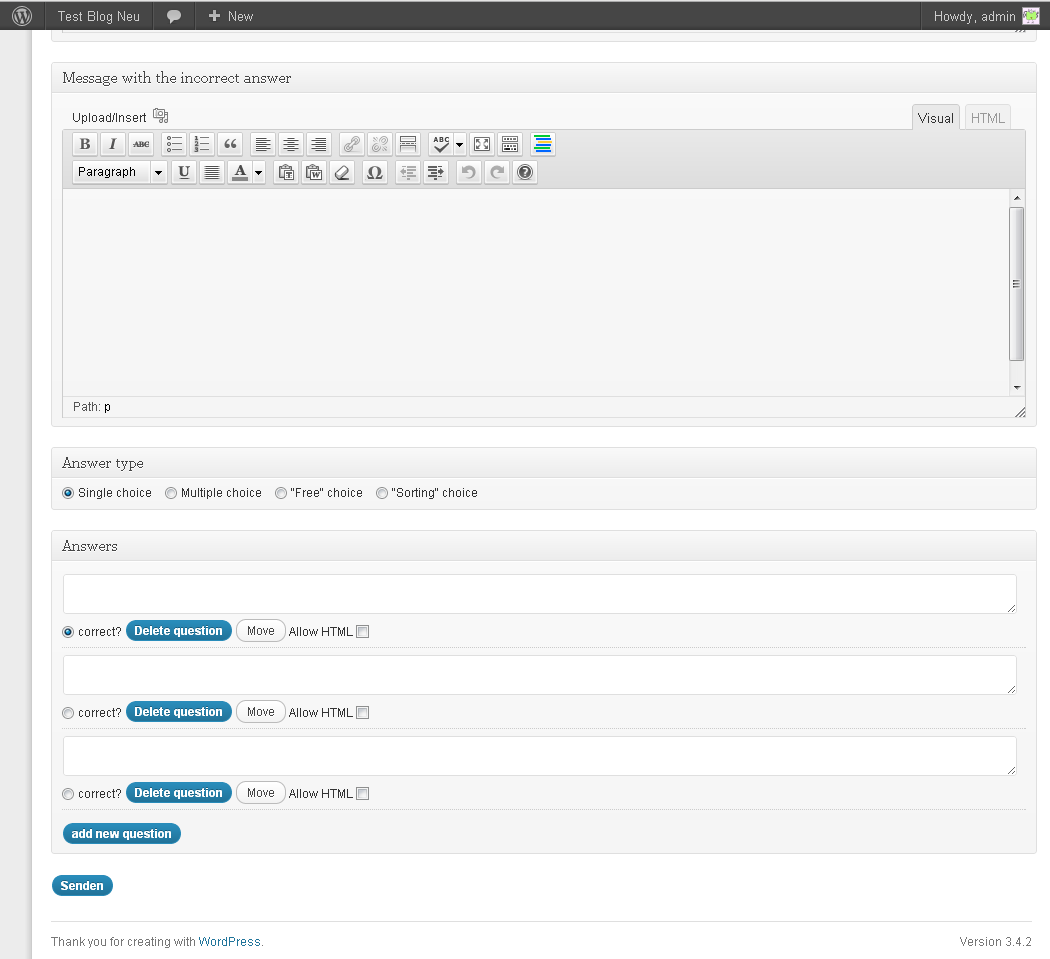 Test Blog Neu New Howdy, admin
Message with the incorrect answer
Upload/Insert Visual HTML
B I ABC ABC
Paragraph U A T W Ω ?
Path: p
Answer type
Single choice Multiple choice "Free" choice "Sorting" choice
Answers
correct? Delete question Move Allow HTML
correct? Delete question Move Allow HTML
correct? Delete question Move Allow HTML
add new question
Senden
Thank you for creating with WordPress. Version 3.4.2